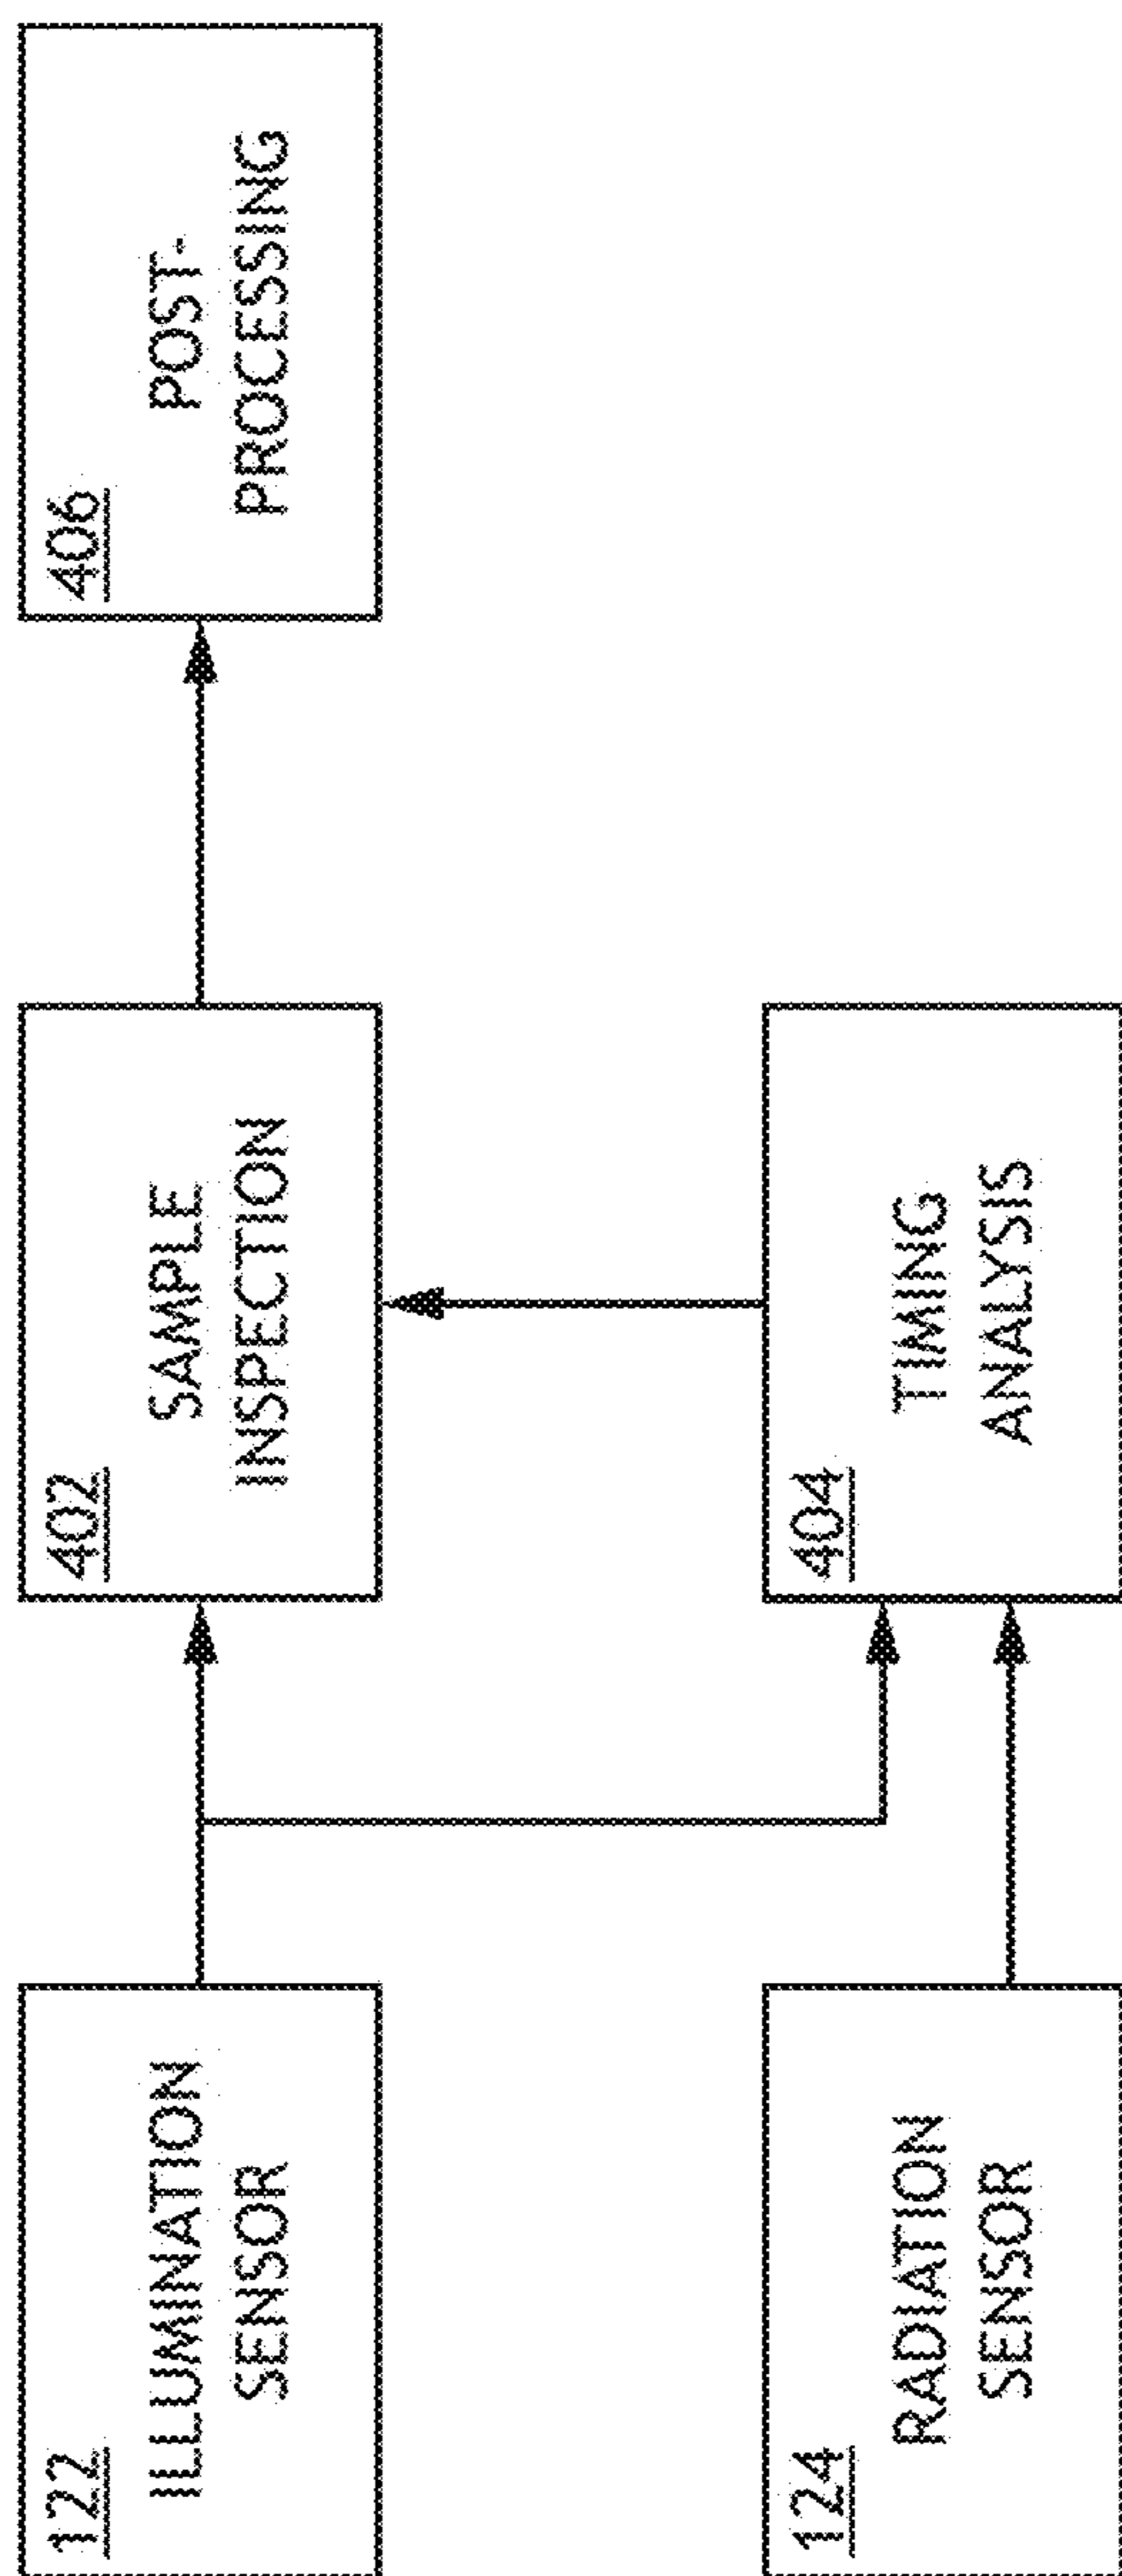 122
ILLUMINATION
SENSOR
402
SAMPLE
INSPECTION
406
POST-
PROCESSING
124
RADIATION
SENSOR
404
TIMING
ANALYSIS